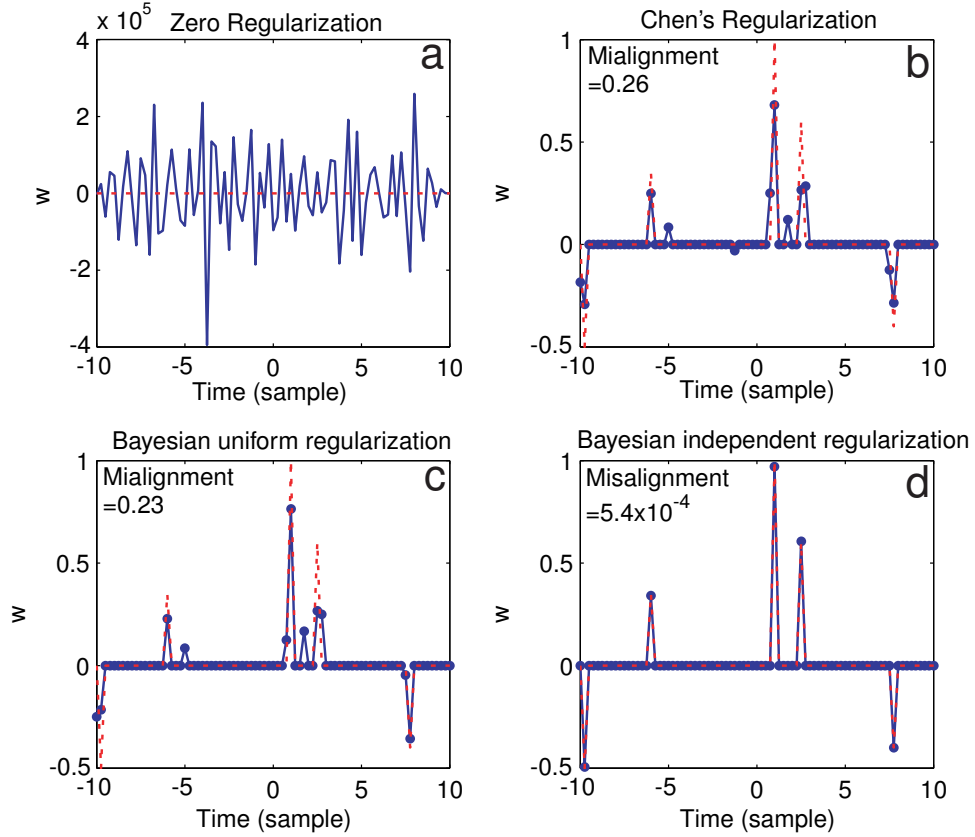 x 10^5
Zero Regularization
a
4
2
0
-2
-4
w
-10
-5
0
5
10
Time (sample)
Chen's Regularization
Mialignment
=0.26
b
1
0.5
0
-0.5
w
-10
-5
0
5
10
Time (sample)
Bayesian uniform regularization
Mialignment
=0.23
c
1
0.5
0
-0.5
w
-10
-5
0
5
10
Time (sample)
Bayesian independent regularization
Misalignment
=5.4x10^-4
d
1
0.5
0
-0.5
w
-10
-5
0
5
10
Time (sample)